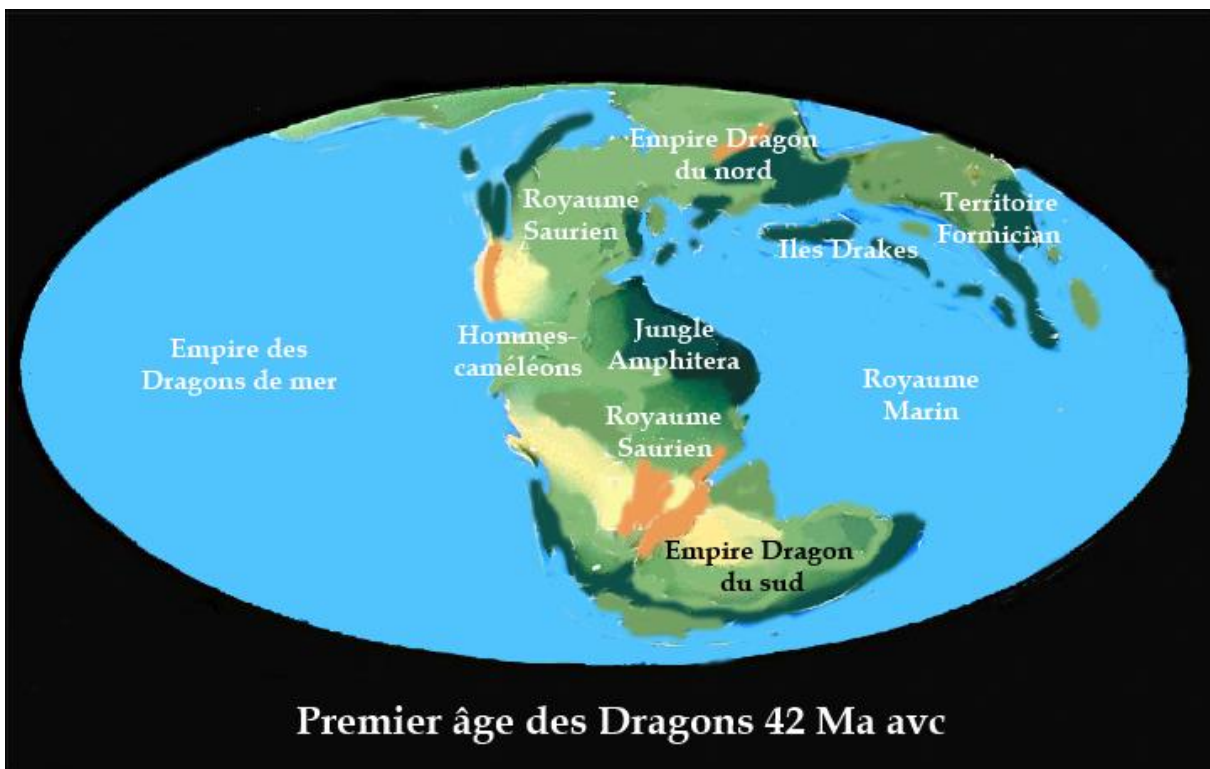 Empire Dragon
du nord
Royaume
Saurien
Territoire
Formician
Iles Drakes
Hommes-
caméléons
Jungle
Amphitera
Empire des
Dragons de mer
Royaume
Marin
Royaume
Saurien
Empire Dragon
du sud
Premier âge des Dragons 42 Ma avc